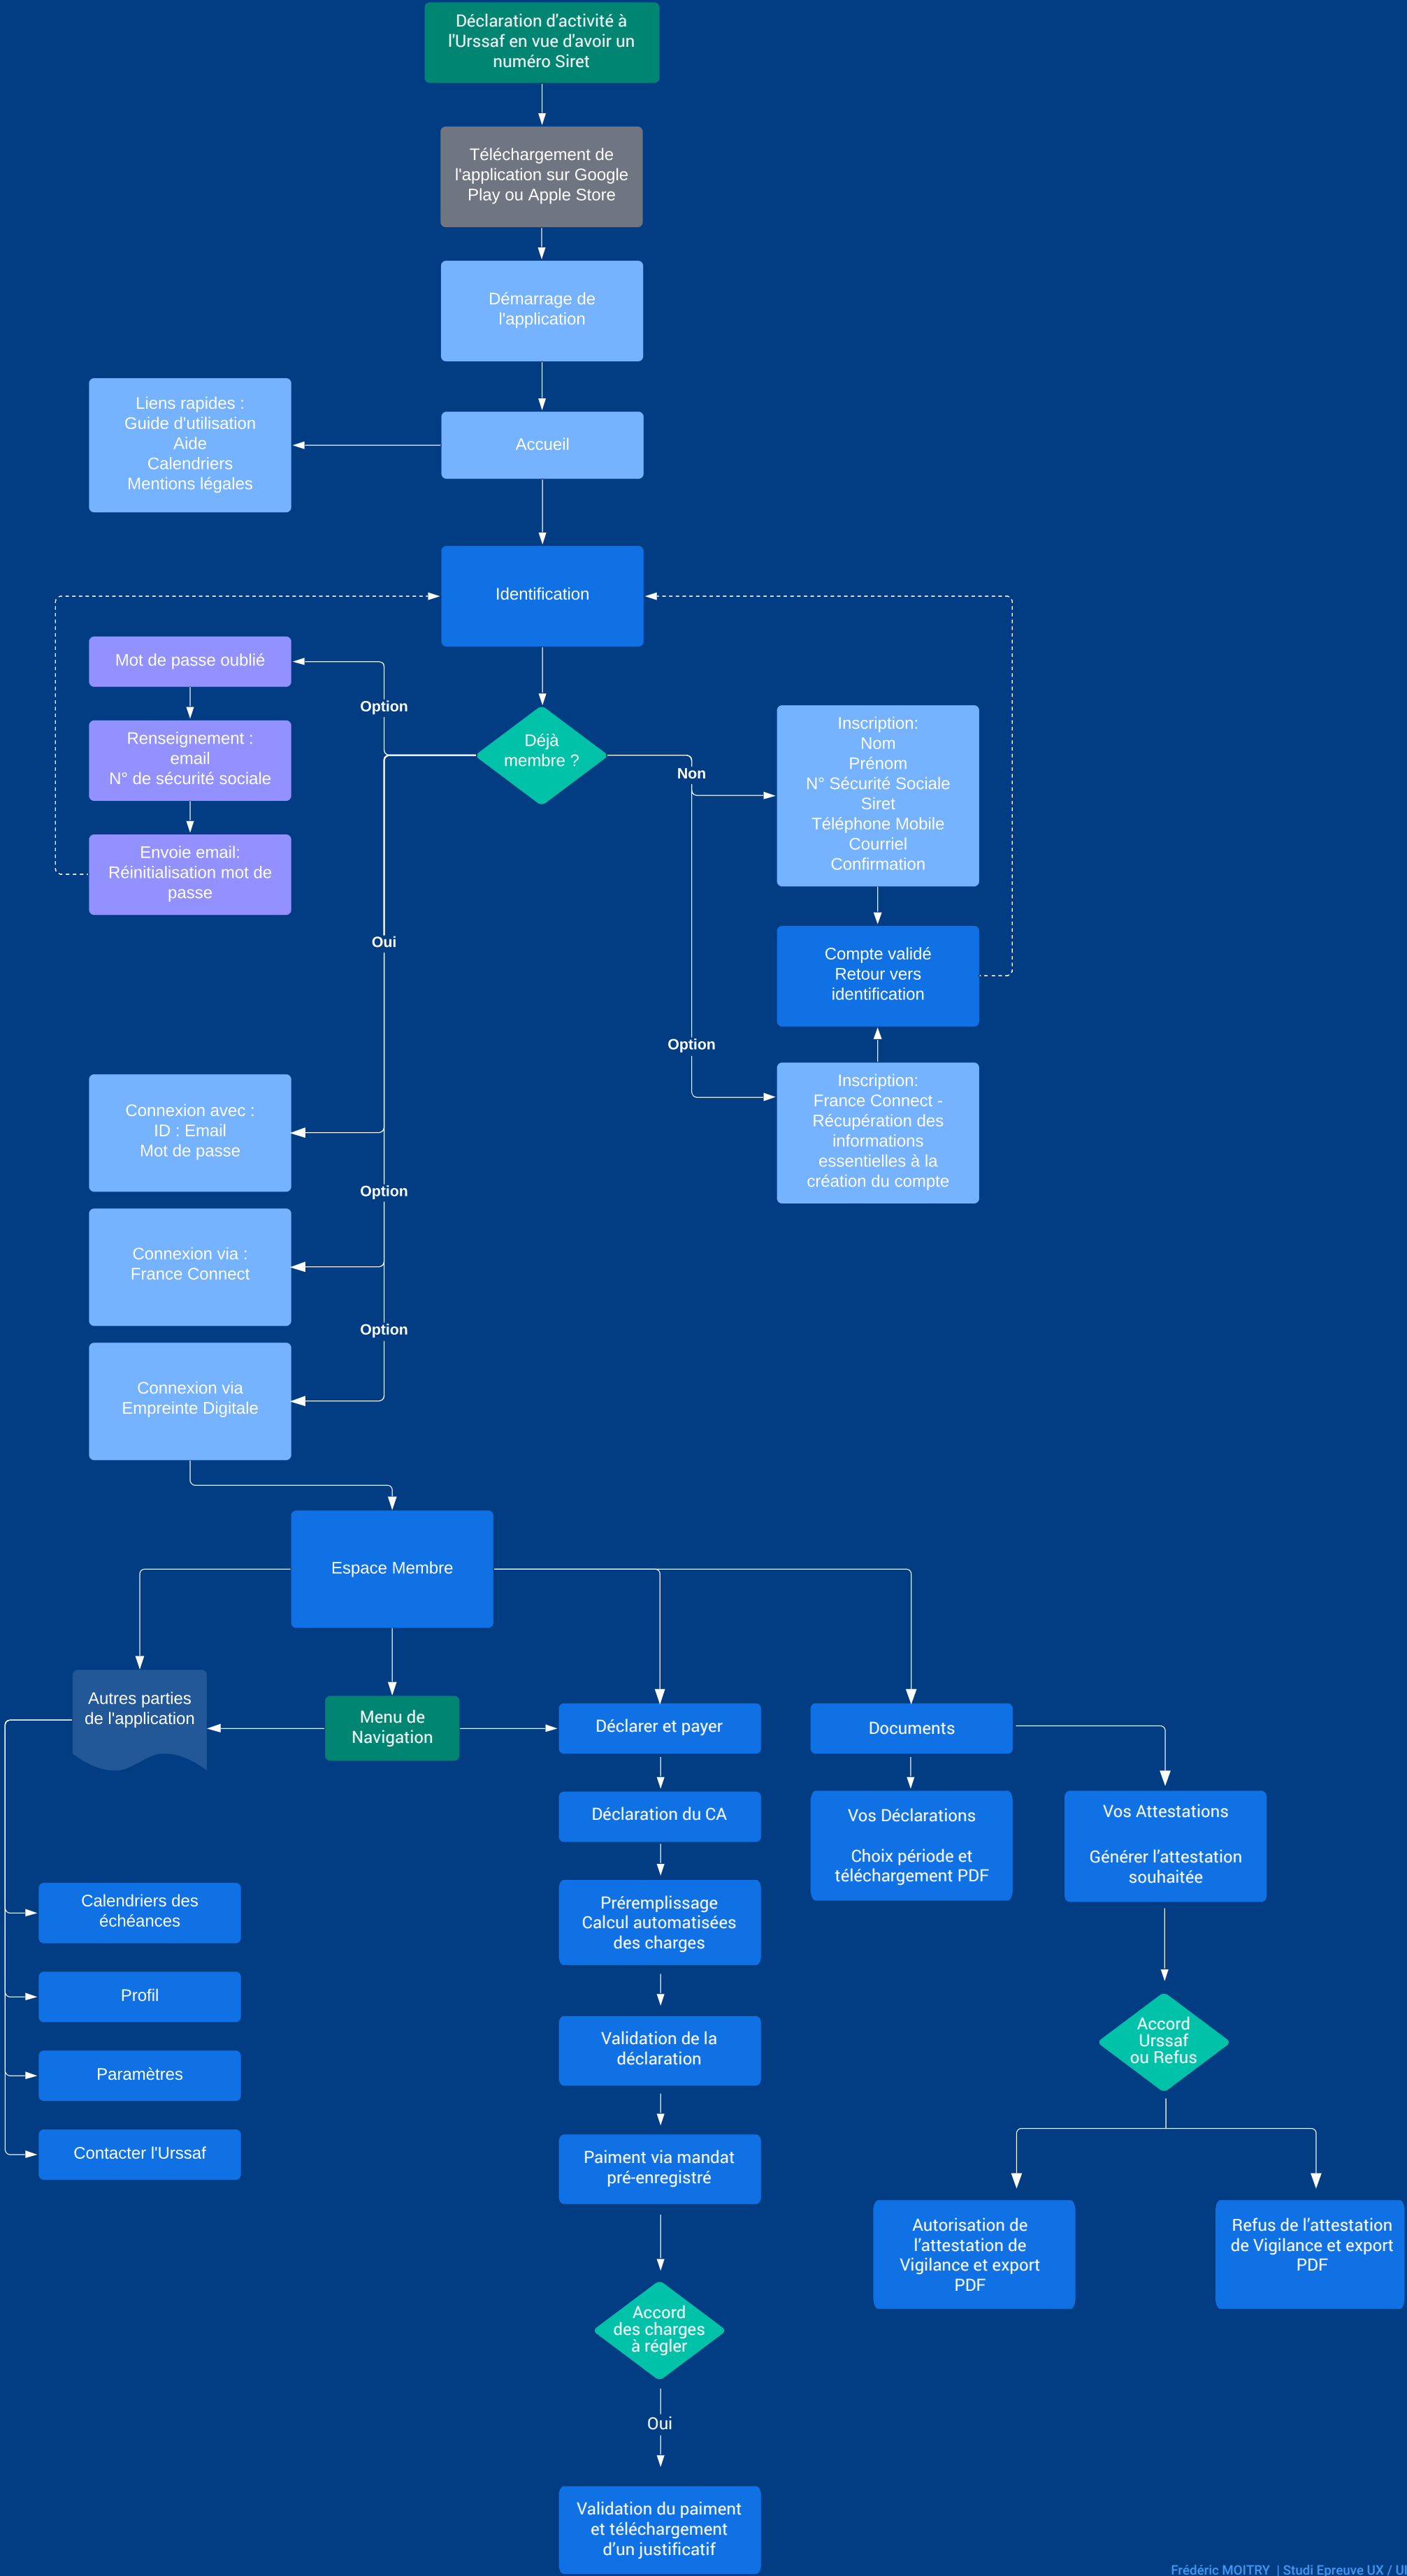 Déclaration d'activité à
l'Urssaf en vue d'avoir un
numéro Siret
Téléchargement de
l'application sur Google
Play ou Apple Store
Démarrage de
l'application
Liens rapides :
Guide d'utilisation
Aide
Calendriers
Mentions légales
Accueil
Identification
Mot de passe oublié
Option
Renseignement :
email
N° de sécurité sociale
Envoie email:
Réinitialisation mot de
passe
Déjà
membre ?
Non
Inscription:
Nom
Prénom
N° Sécurité Sociale
Siret
Téléphone Mobile
Courriel
Confirmation
Oui
Compte validé
Retour vers
identification
Option
Inscription:
France Connect -
Récupération des
informations
essentielles à la
création du compte
Connexion avec :
ID : Email
Mot de passe
Option
Connexion via :
France Connect
Option
Connexion via
Empreinte Digitale
Espace Membre
Autres parties
de l'application
Menu de
Navigation
Déclarer et payer
Documents
Déclaration du CA
Vos Déclarations
Choix période et
téléchargement PDF
Vos Attestations
Générer l’attestation
souhaitée
Calendriers des
échéances
Préremplissage
Calcul automatisées
des charges
Profil
Validation de la
déclaration
Accord
Urssaf
ou Refus
Paramètres
Contacter l'Urssaf
Paiment via mandat
pré-enregistré
Autorisation de
l’attestation de
Vigilance et export
PDF
Refus de l’attestation
de Vigilance et export
PDF
Accord
des charges
à régler
Oui
Validation du paiment
et téléchargement
d’un justificatif
Frédéric MOITRY | Studi Epreuve UX / UI